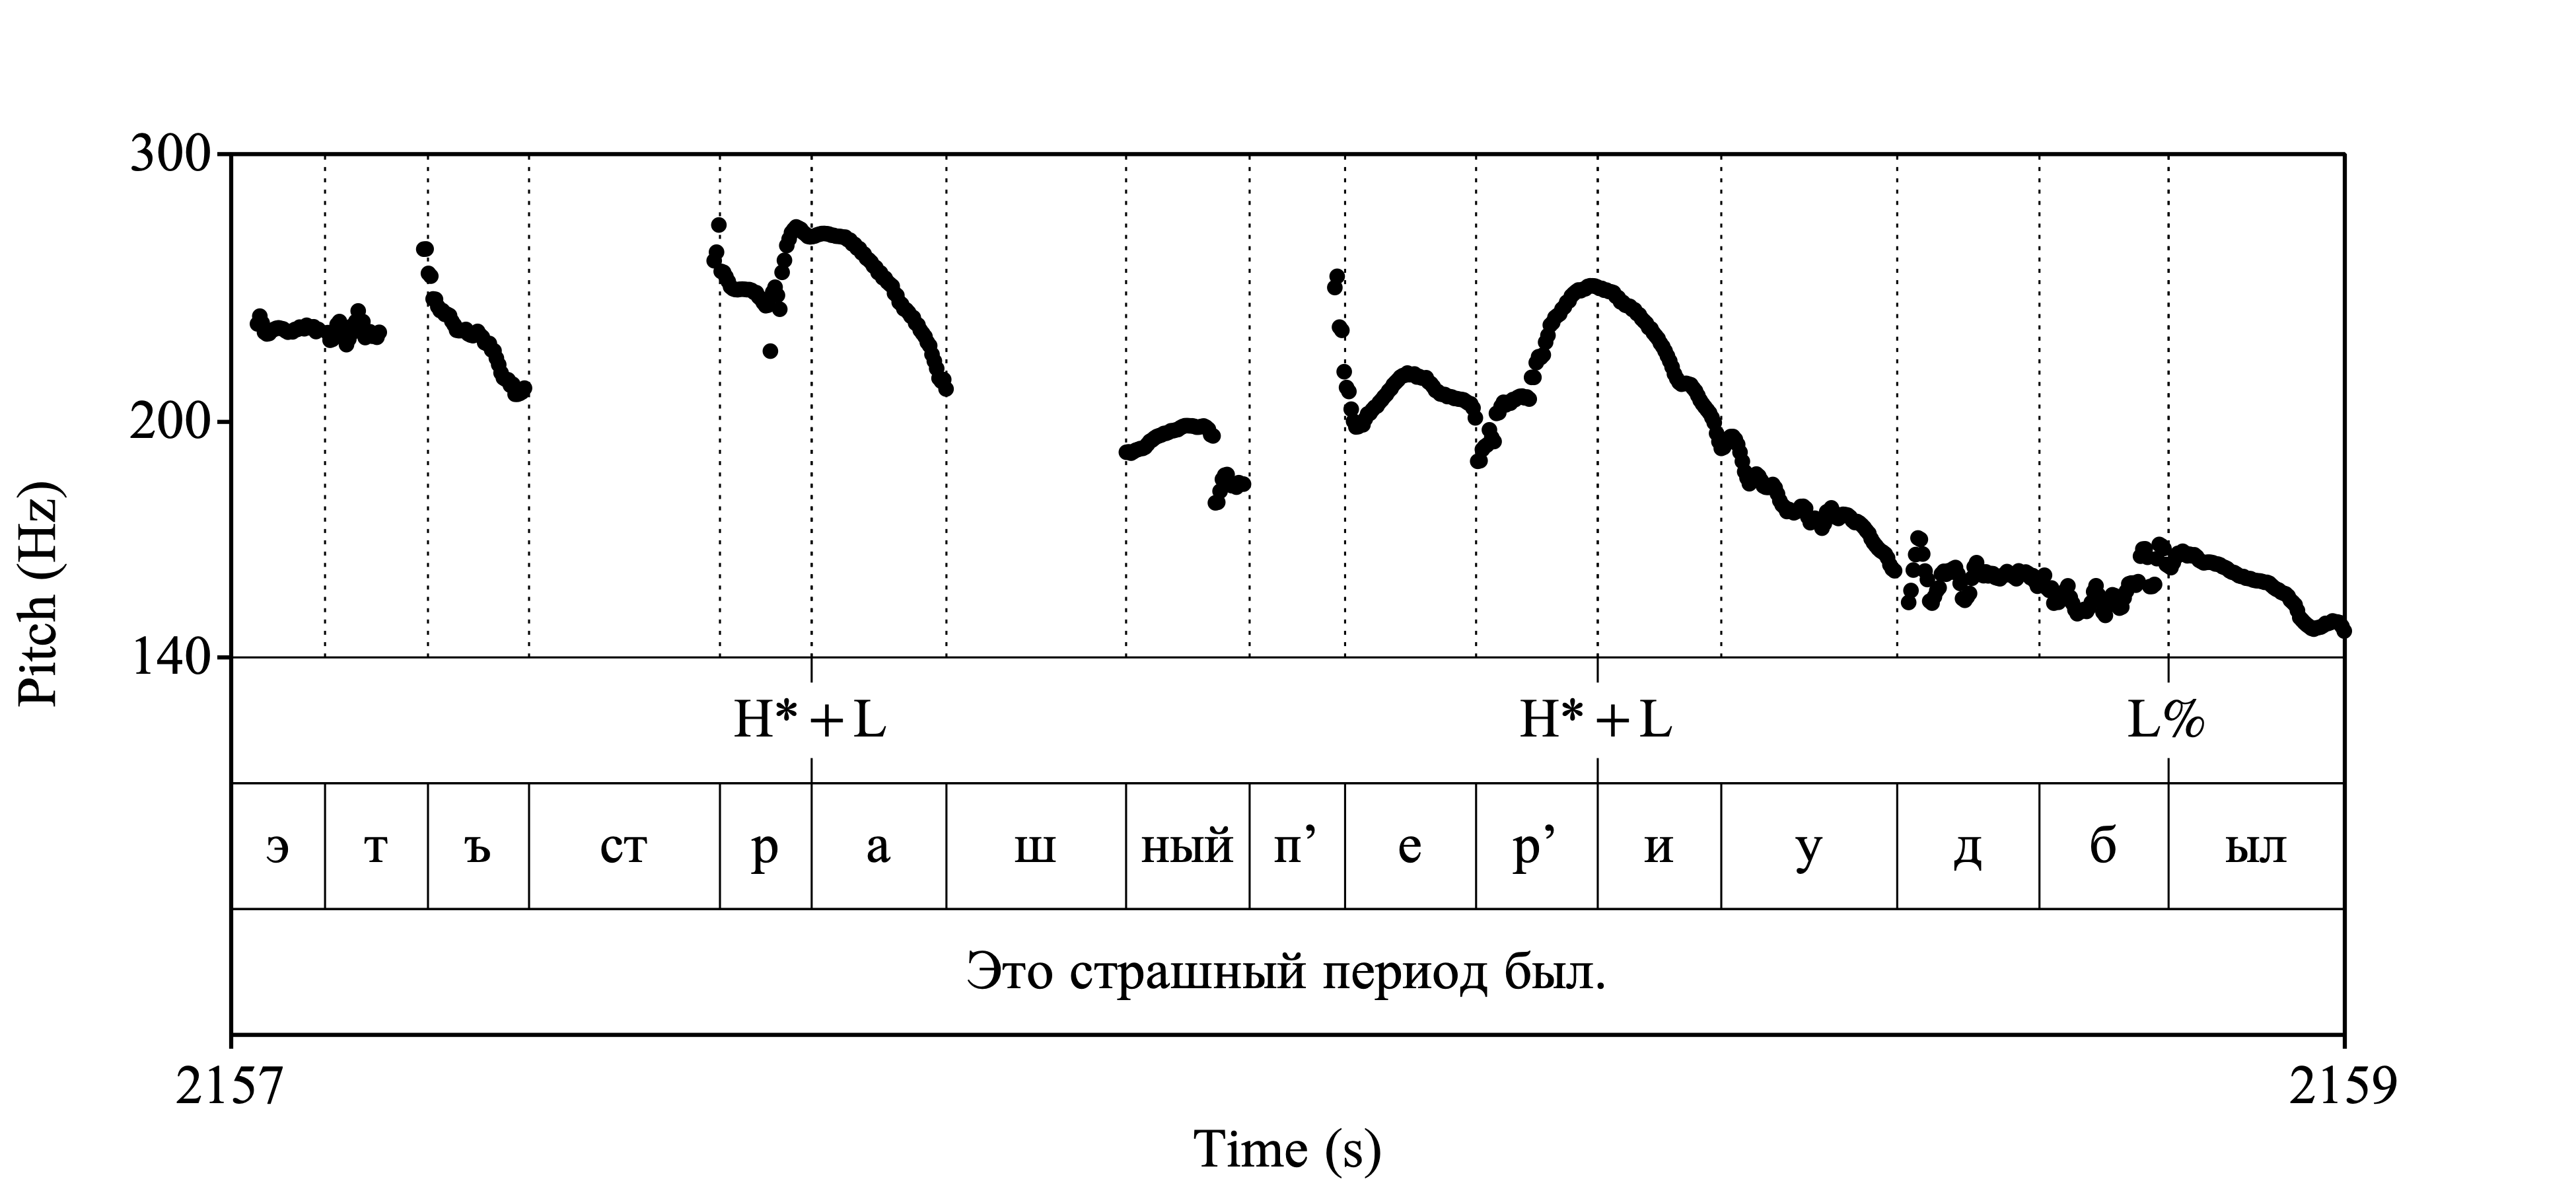 300
200
140
Pitch (Hz)
H* + L H* + L L%
э т ъ ст р а ш ный п’ е р’ и у д б ыл
Это страшный период был.
2157 2159
Time (s)